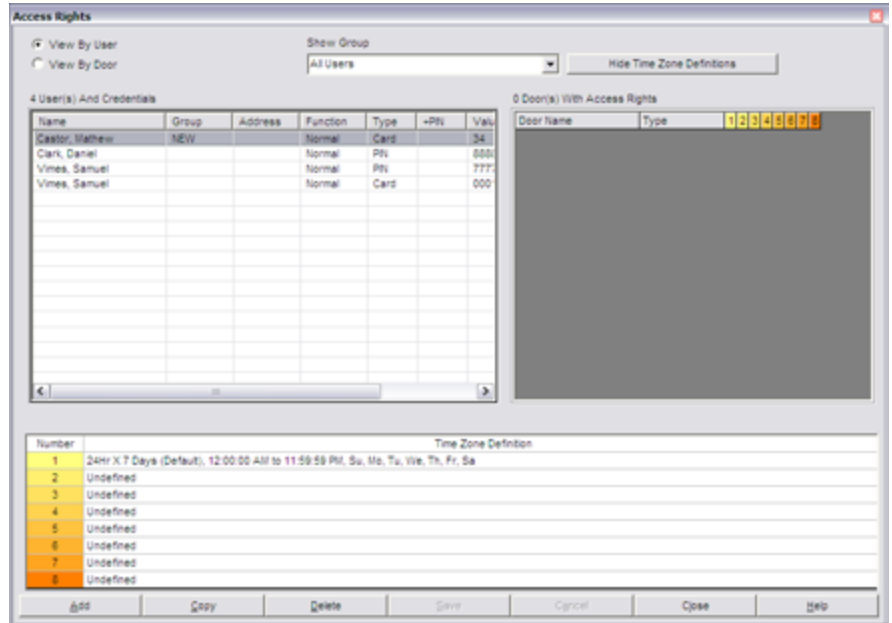 Access Rights
View By User
View By Door
Show Group
All Users
Hide Time Zone Definitions
4 User(s) And Credentials
0 Door(s) With Access Rights
Name Group Address Function Type +PIN Valu
Castor, Mathew NEW Normal Card 34
Clark, Daniel Normal PIN 888
Vimes, Samuel Normal PIN 777
Vimes, Samuel Normal Card 000
Door Name Type 1 2 3 4 5 6 7 8
Number Time Zone Definition
1 24Hr X 7 Days (Default), 12:00:00 AM to 11:59:59 PM, Su, Mo, Tu, We, Th, Fr, Sa
2 Undefined
3 Undefined
4 Undefined
5 Undefined
6 Undefined
7 Undefined
8 Undefined
Add Copy Delete Save Cancel Close Help